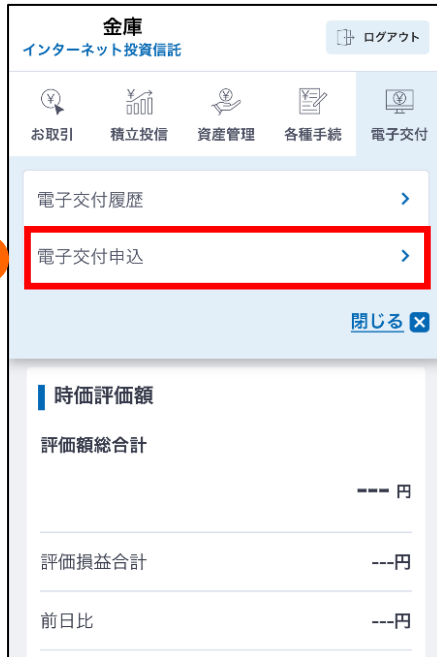 金庫
インターネット投資信託
ログアウト
お取引 積立投信 資産管理 各種手続 電子交付
電子交付履歴
電子交付申込
閉じる
時価評価額
評価額総合計
--- 円
評価損益合計 ---円
前日比 ---円